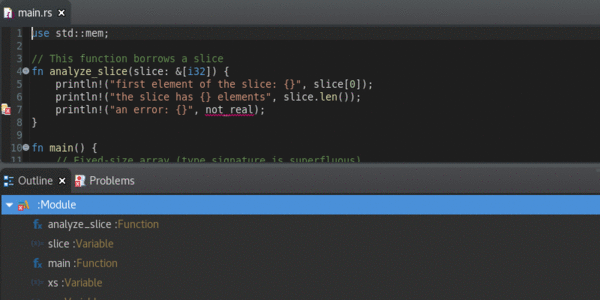 main.rs
1 use std::mem;
2
3 // This function borrows a slice
4 fn analyze_slice(slice: &[i32]) {
5 println!("first element of the slice: {}", slice[0]);
6 println!("the slice has {} elements", slice.len());
7 println!("an error: {}", not_real);
8 }
9
10 fn main() {
11 // Fixed-size array (type signature is superfluous)
Outline Problems
:Module
analyze_slice :Function
slice :Variable
main :Function
xs :Variable